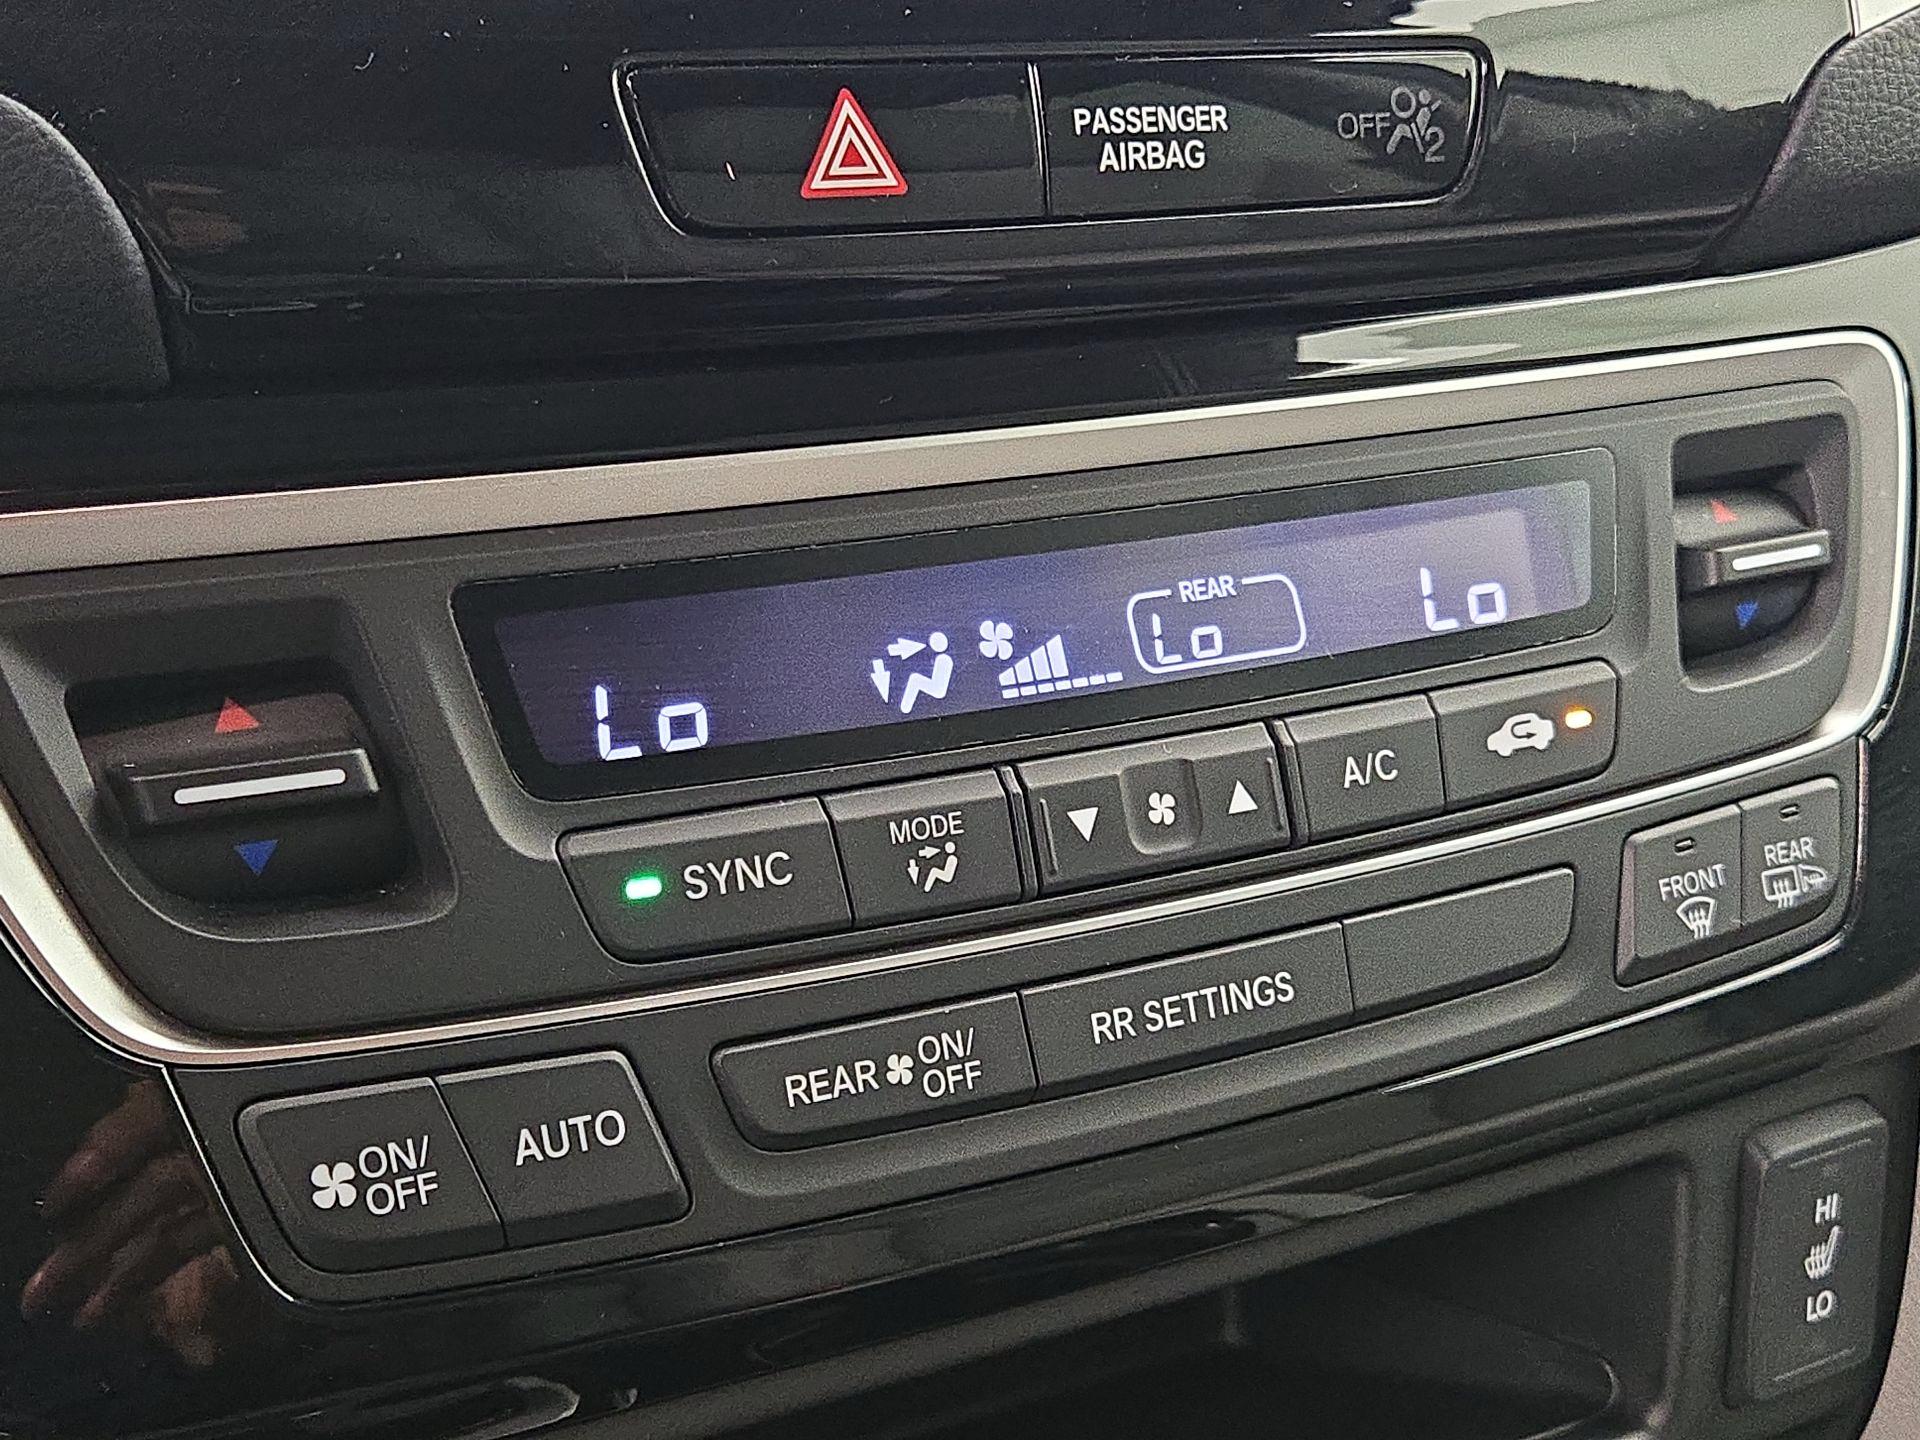 PASSENGER
AIRBAG
OFF
2
Lo
REAR
Lo
Lo
SYNC
MODE
A/C
FRONT
REAR
ON/
OFF
AUTO
REAR ON/
OFF
RR SETTINGS
HI
LO